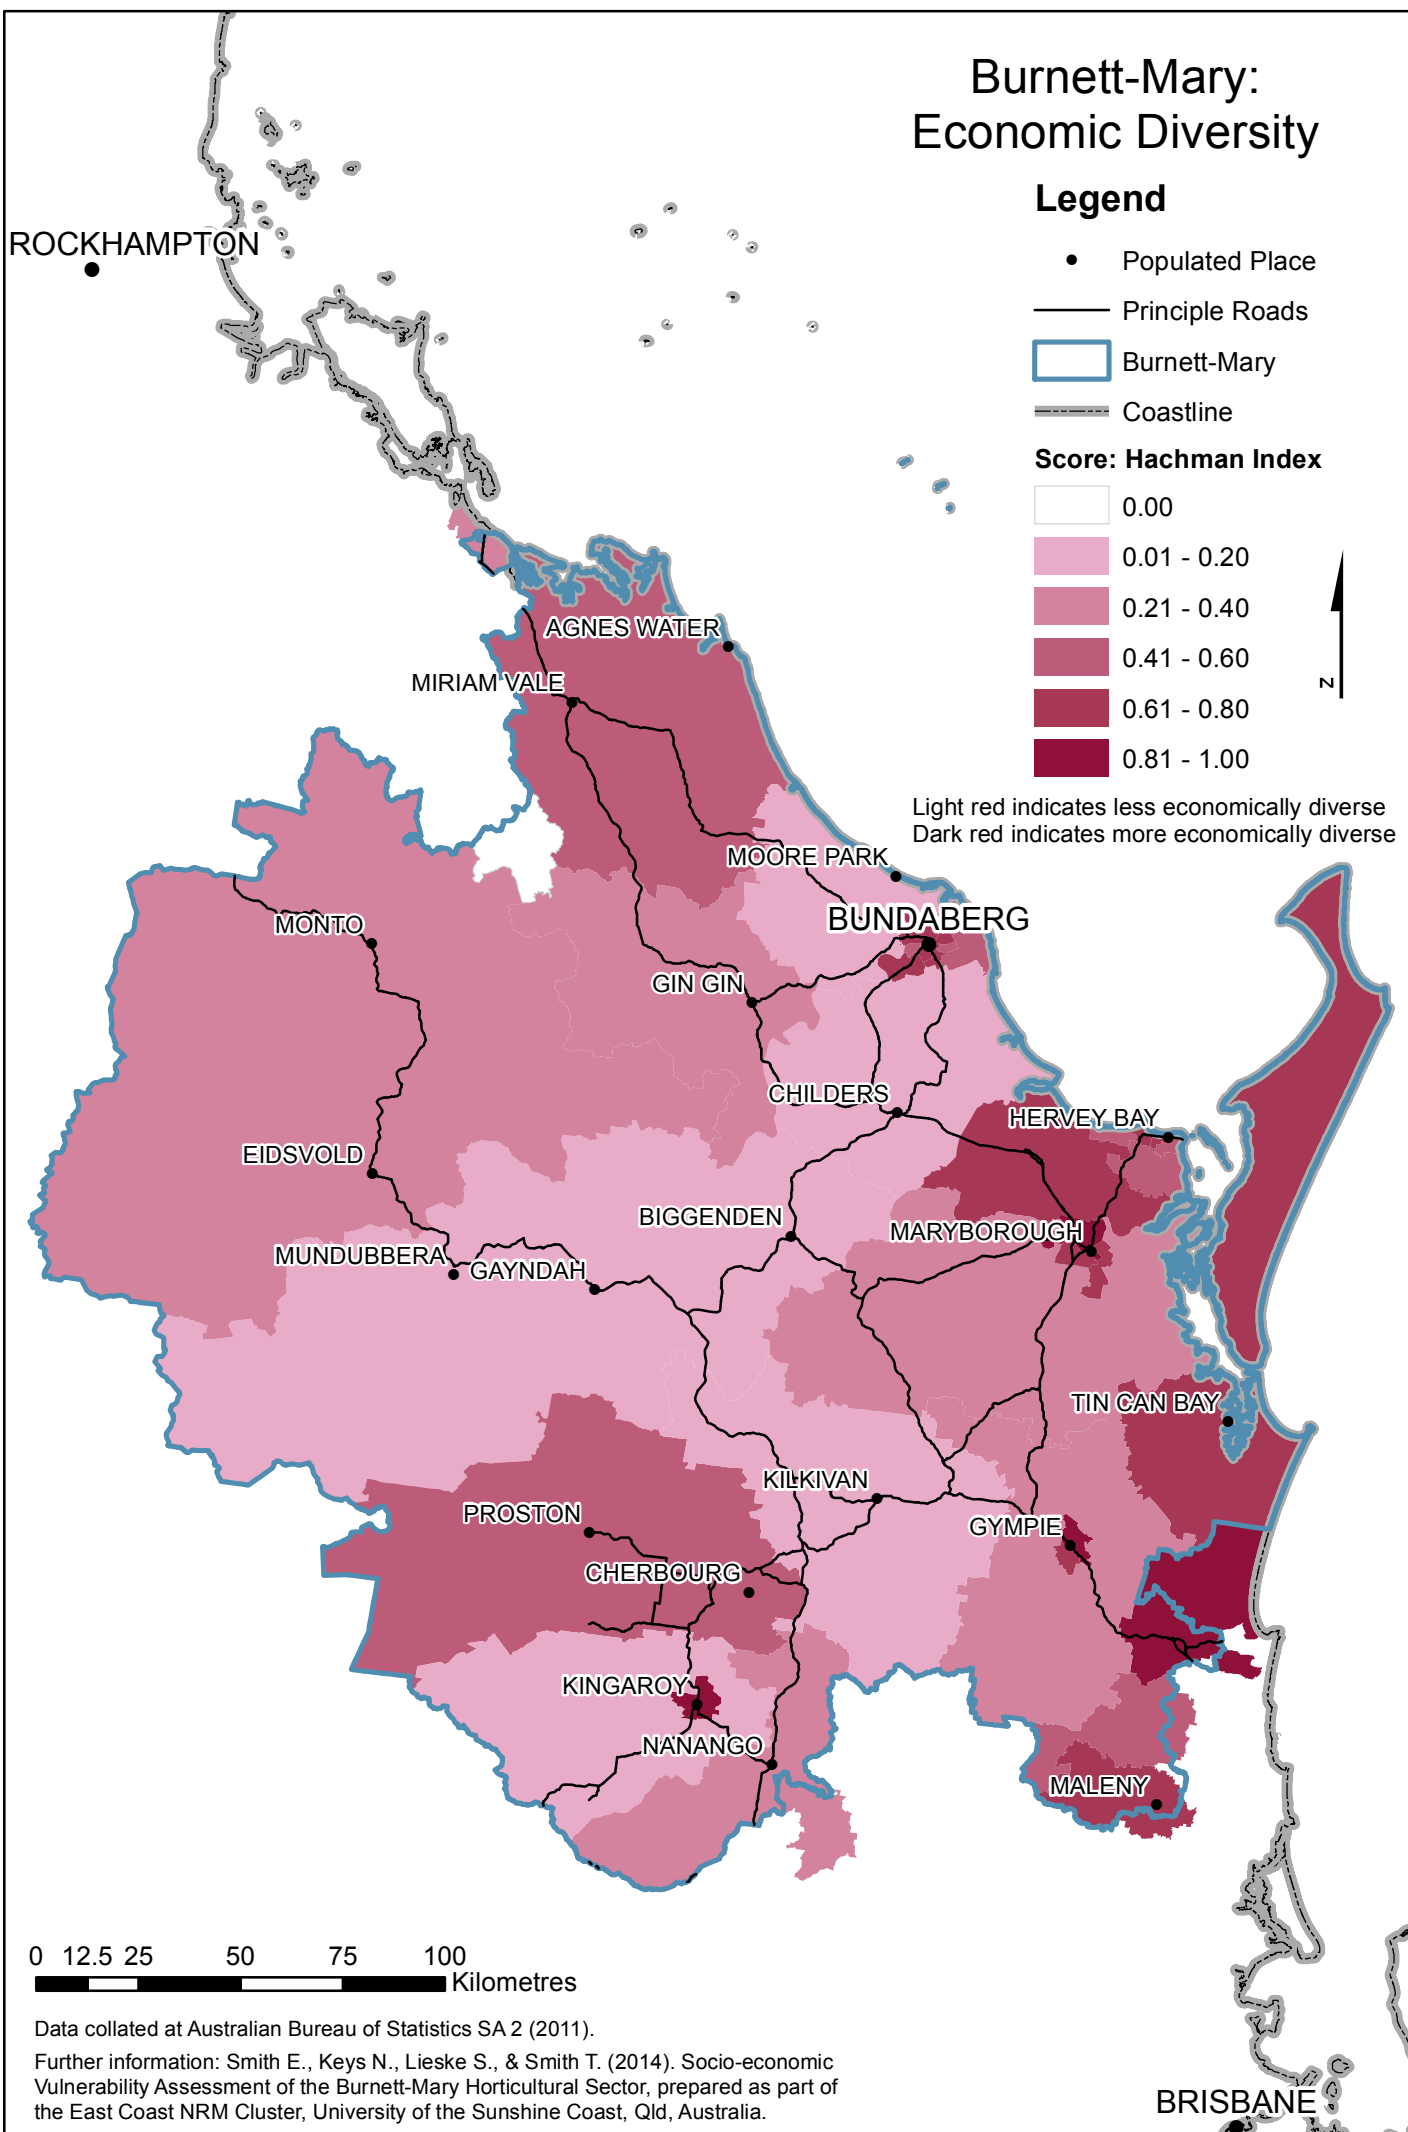 Burnett-Mary:
Economic Diversity
Legend
Populated Place
Principle Roads
Burnett-Mary
Coastline
Score: Hachman Index
0.00
0.01 - 0.20
0.21 - 0.40
0.41 - 0.60
0.61 - 0.80
0.81 - 1.00
Light red indicates less economically diverse
Dark red indicates more economically diverse
N
ROCKHAMPTON
AGNES WATER
MIRIAM VALE
MOORE PARK
BUNDABERG
MONTO
GIN GIN
CHILDERS
HERVEY BAY
EIDSVOLD
BIGGENDEN
MARYBOROUGH
MUNDUBBERA
GAYNDAH
TIN CAN BAY
KILKIVAN
PROSTON
GYMPIE
CHERBOURG
KINGAROY
NANANGO
MALENY
0 12.5 25 50 75 100
Kilometres
Data collated at Australian Bureau of Statistics SA 2 (2011).
Further information: Smith E., Keys N., Lieske S., & Smith T. (2014). Socio-economic
Vulnerability Assessment of the Burnett-Mary Horticultural Sector, prepared as part of
the East Coast NRM Cluster, University of the Sunshine Coast, Qld, Australia.
BRISBANE